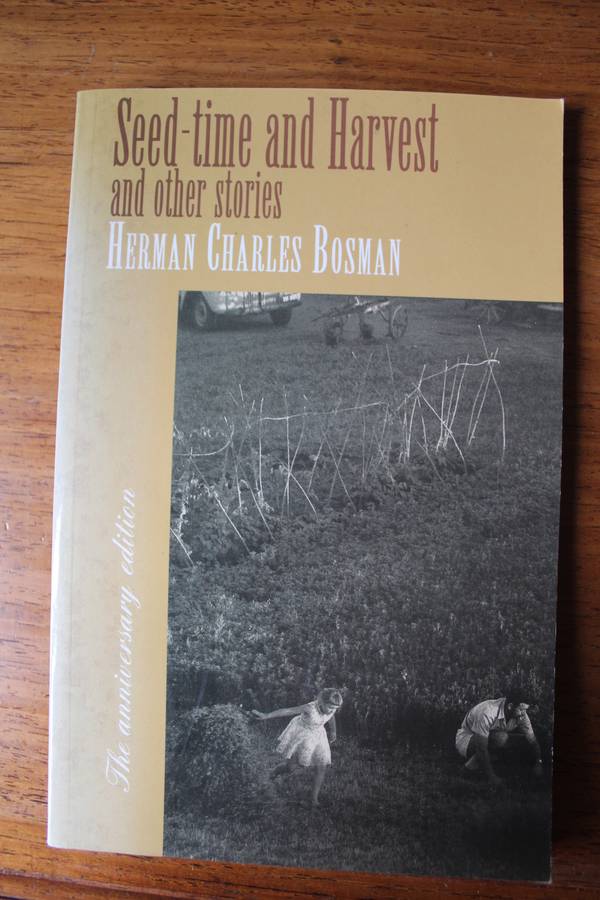 Seed-time and Harvest
and other stories
HERMAN CHARLES BOSMAN
The anniversary edition